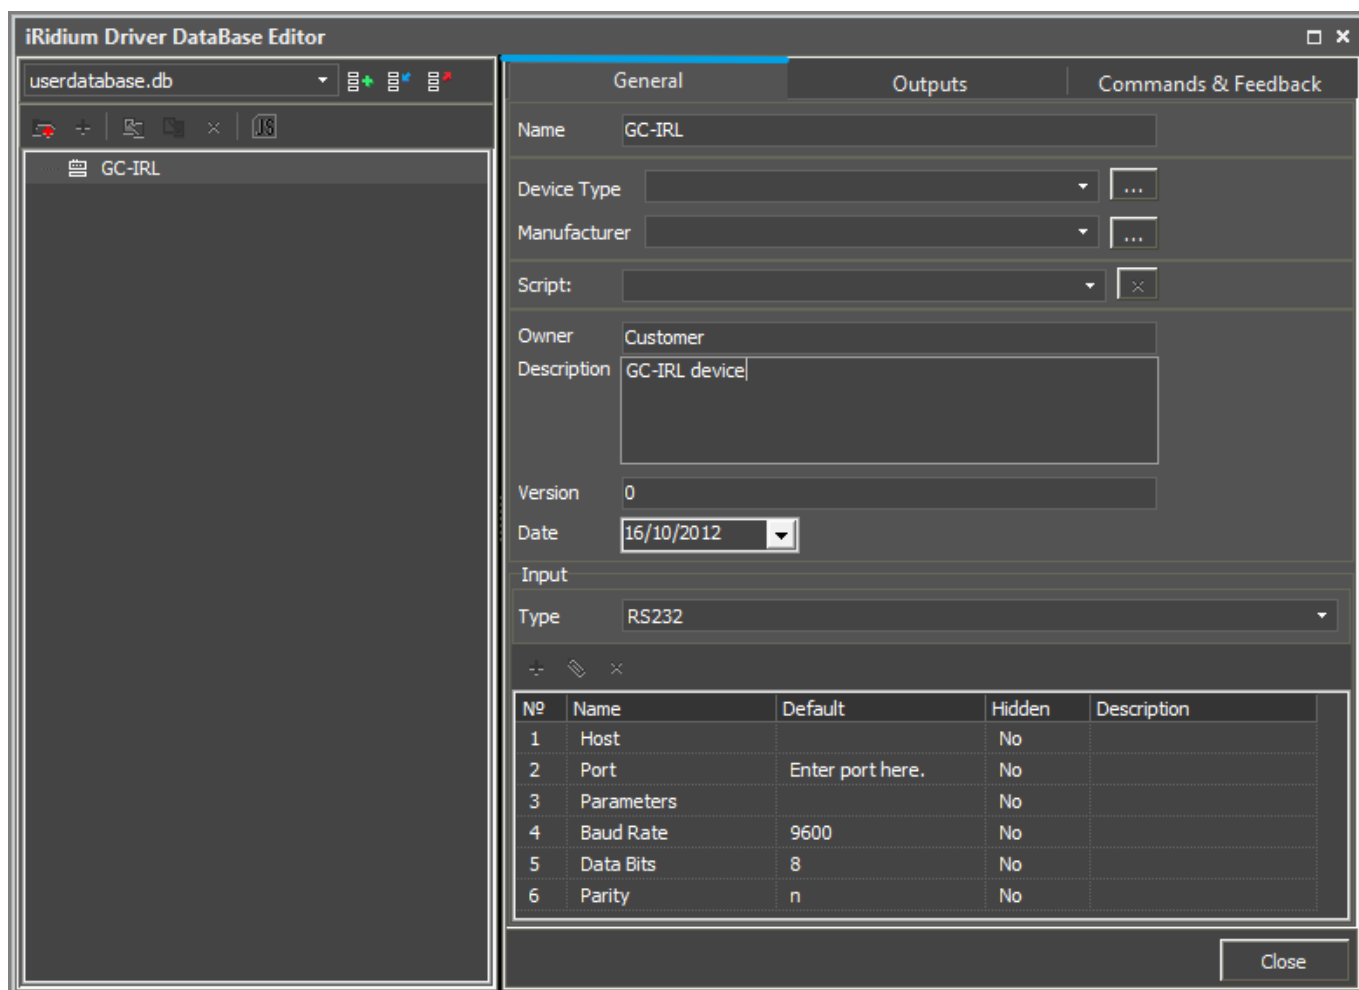 iRidium Driver DataBase Editor
userdatabase.db
JS
GC-IRL
General
Outputs
Commands & Feedback
Name
GC-IRL
Device Type
...
Manufacturer
...
Script:
Owner
Customer
Description
GC-IRL device
Version
0
Date
16/10/2012
Input
Type
RS232
Nº Name Default Hidden Description
1 Host No
2 Port Enter port here. No
3 Parameters No
4 Baud Rate 9600 No
5 Data Bits 8 No
6 Parity n No
Close